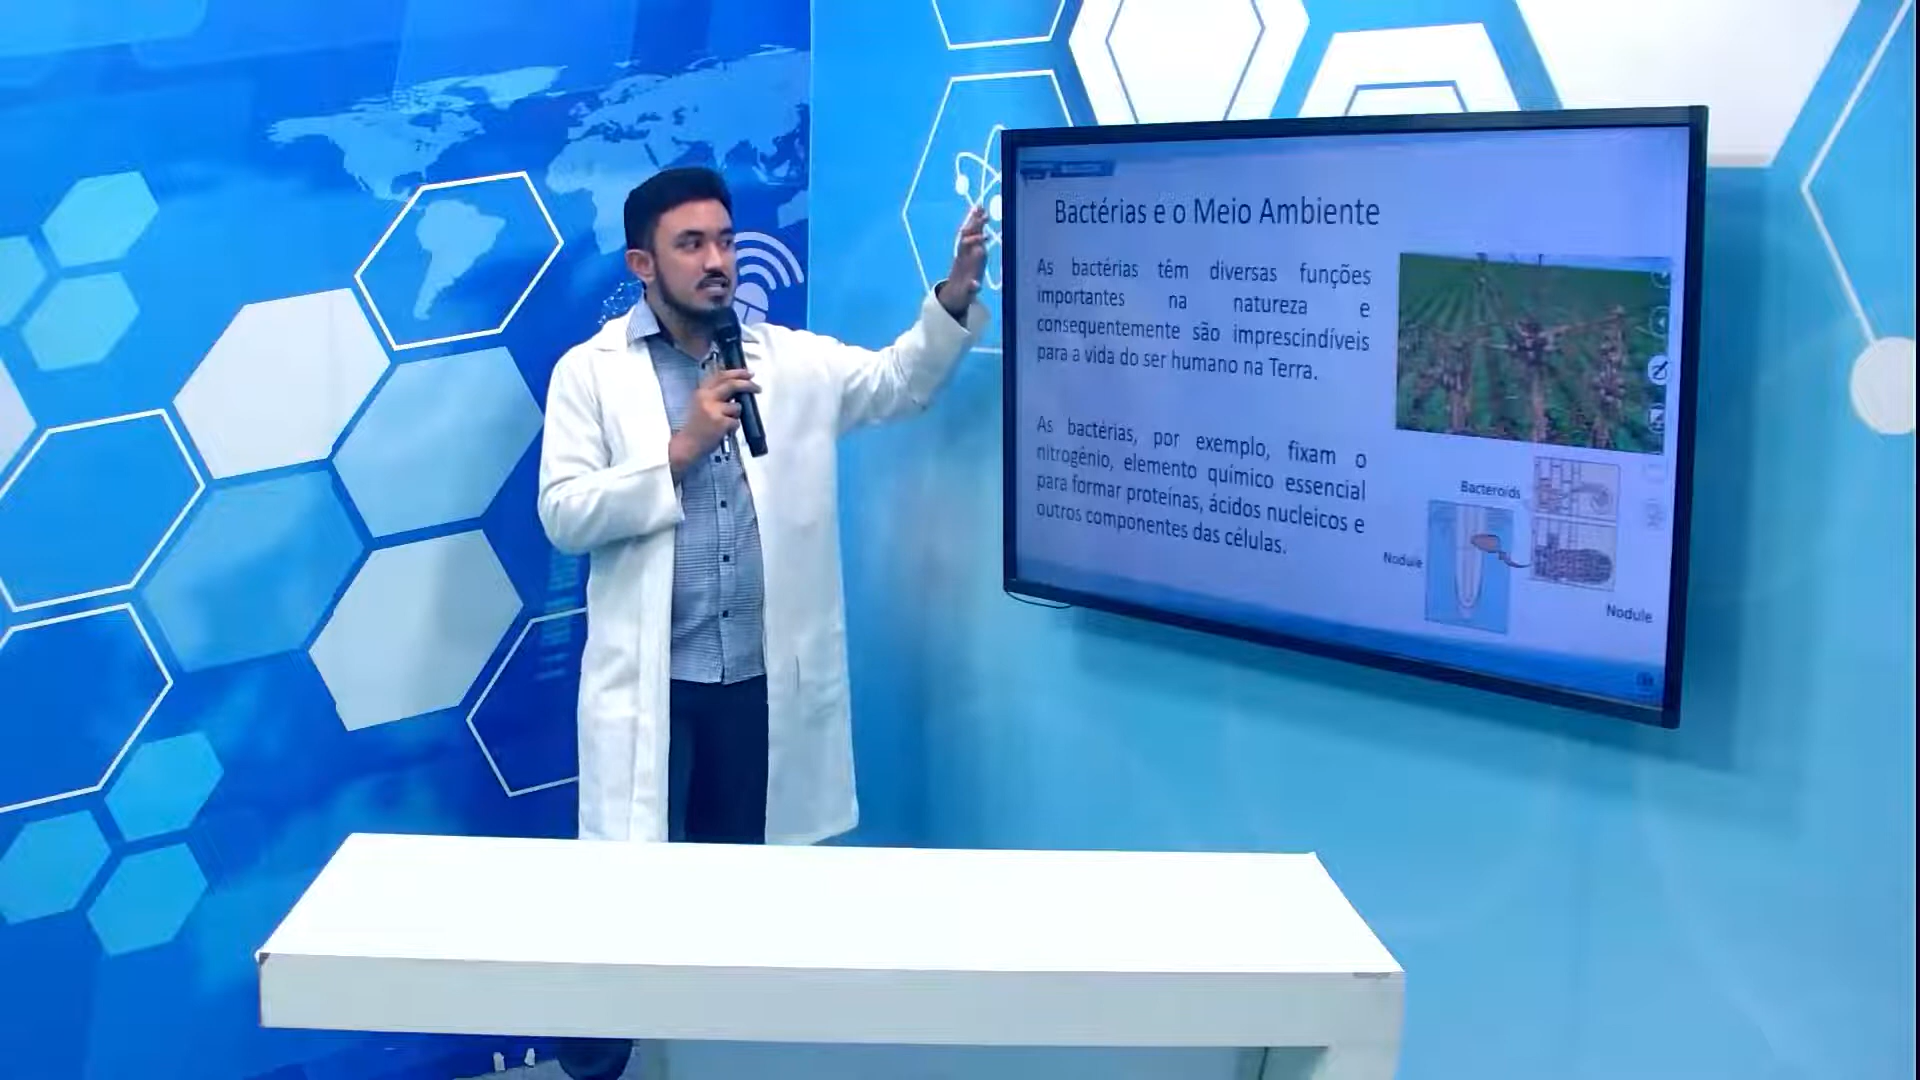 Bactérias e o Meio Ambiente
As bactérias têm diversas funções
importantes na natureza e
consequentemente são imprescindíveis
para a vida do ser humano na Terra.
As bactérias, por exemplo, fixam o
nitrogênio, elemento químico essencial
para formar proteínas, ácidos nucleicos e
outros componentes das células.
Bacteroids
Nodule
Nodule